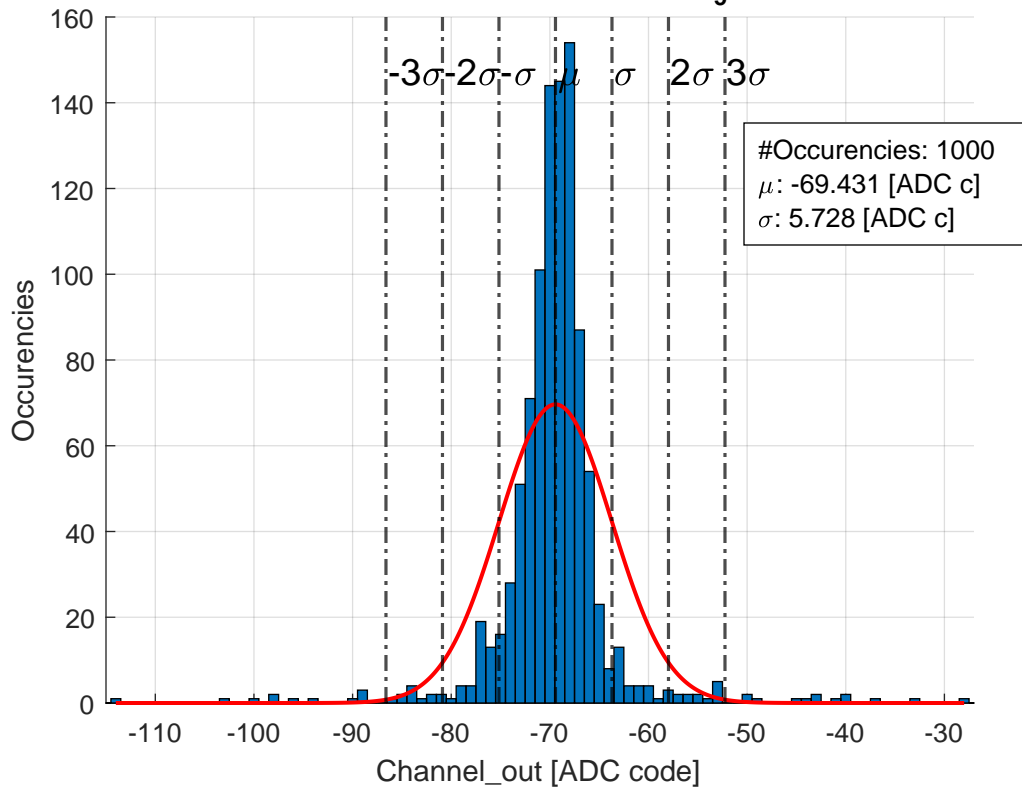 160
140
120
100
80
60
40
20
0
Occurencies
-3σ -2σ -σ μ σ 2σ 3σ
#Occurencies: 1000
μ: -69.431 [ADC c]
σ: 5.728 [ADC c]
-110 -100 -90 -80 -70 -60 -50 -40 -30
Channel_out [ADC code]